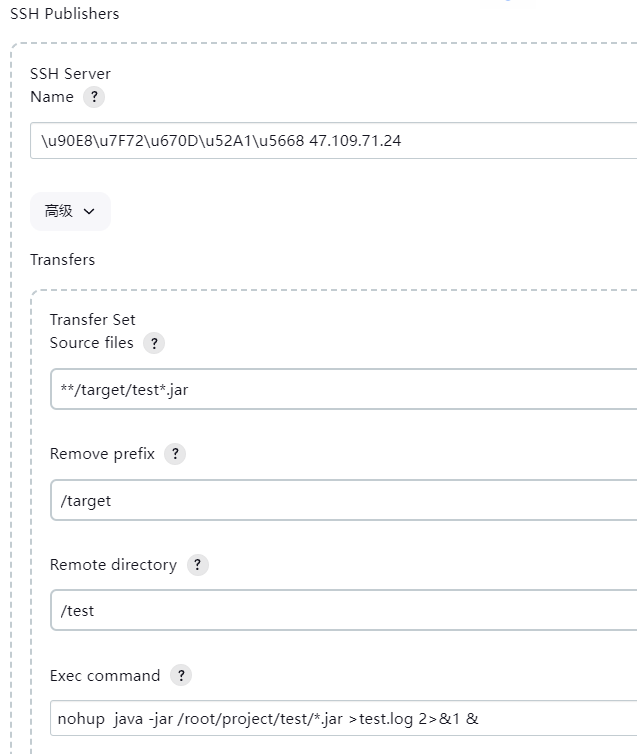 SSH Publishers
SSH Server
Name ?
\u90E8\u7F72\u670D\u52A1\u5668 47.109.71.24
高级
Transfers
Transfer Set
Source files ?
**/target/test*.jar
Remove prefix ?
/target
Remote directory ?
/test
Exec command ?
nohup  java -jar /root/project/test/*.jar >test.log 2>&1 &